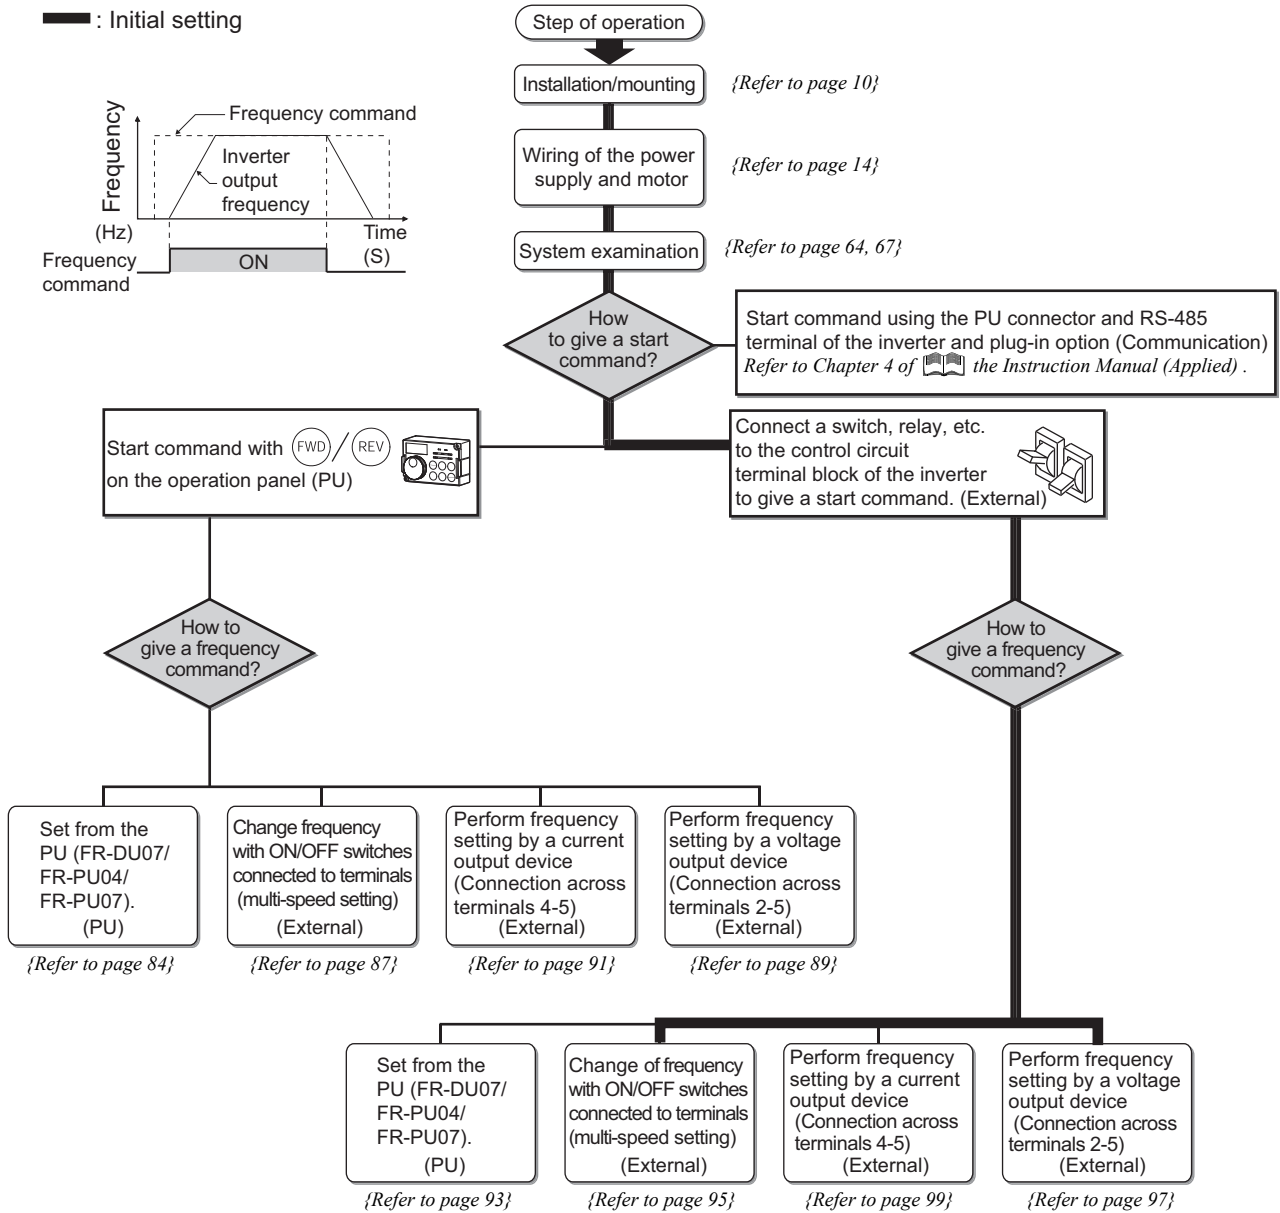 : Initial setting
Step of operation
Installation/mounting
{Refer to page 10}
Frequency
(Hz)
Frequency command
Inverter
output
frequency
Time
(S)
Frequency
command
ON
Wiring of the power
supply and motor
{Refer to page 14}
System examination
{Refer to page 64, 67}
How
to give a start
command?
Start command using the PU connector and RS-485
terminal of the inverter and plug-in option (Communication)
Refer to Chapter 4 of the Instruction Manual (Applied) .
Start command with FWD / REV
on the operation panel (PU)
Connect a switch, relay, etc.
to the control circuit
terminal block of the inverter
to give a start command. (External)
How to
give a frequency
command?
How to
give a frequency
command?
Set from the
PU (FR-DU07/
FR-PU04/
FR-PU07).
(PU)
{Refer to page 84}
Change frequency
with ON/OFF switches
connected to terminals
(multi-speed setting)
(External)
{Refer to page 87}
Perform frequency
setting by a current
output device
(Connection across
terminals 4-5)
(External)
{Refer to page 91}
Perform frequency
setting by a voltage
output device
(Connection across
terminals 2-5)
(External)
{Refer to page 89}
Set from the
PU (FR-DU07/
FR-PU04/
FR-PU07).
(PU)
{Refer to page 93}
Change of frequency
with ON/OFF switches
connected to terminals
(multi-speed setting)
(External)
{Refer to page 95}
Perform frequency
setting by a current
output device
(Connection across
terminals 4-5)
(External)
{Refer to page 99}
Perform frequency
setting by a voltage
output device
(Connection across
terminals 2-5)
(External)
{Refer to page 97}